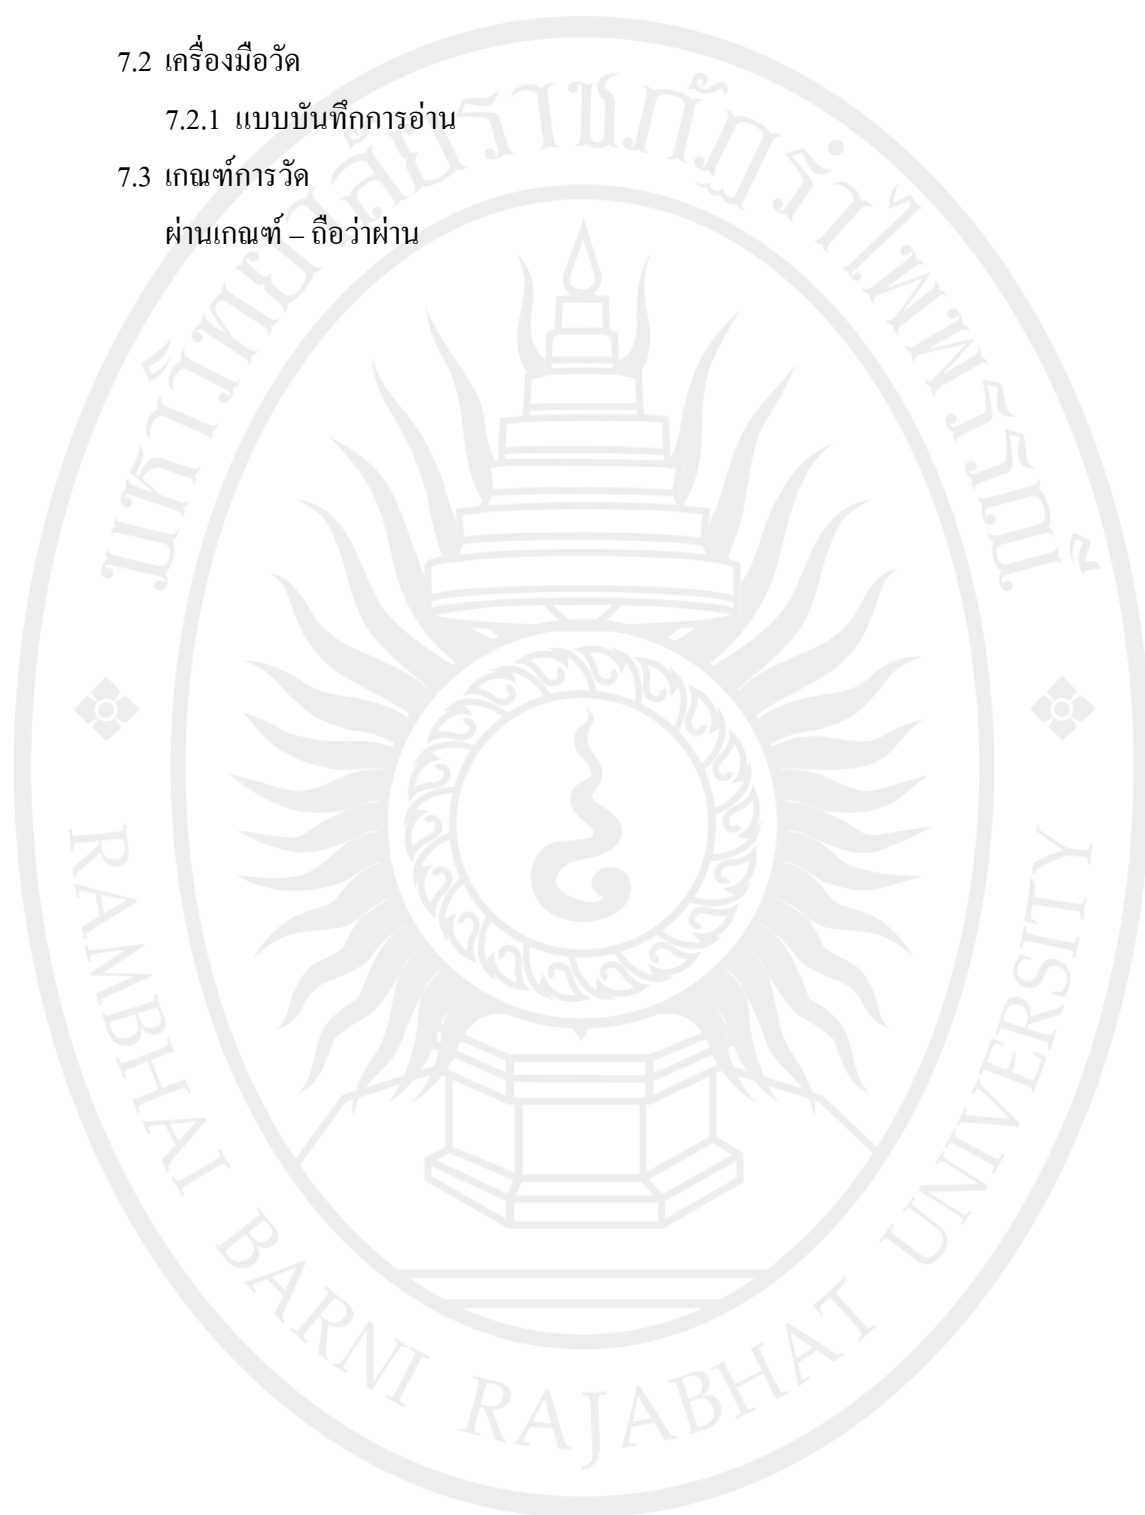 7.2 เครื่องมือวัด
7.2.1 แบบบันทึกการอ่าน
7.3 เกณฑ์การวัด
ผ่านเกณฑ์ – ถือว่าผ่าน
มหาวิทยาลัยราชภัฏรำไพพรรณี
RAMBHAI BARNI RAJABHAT UNIVERSITY